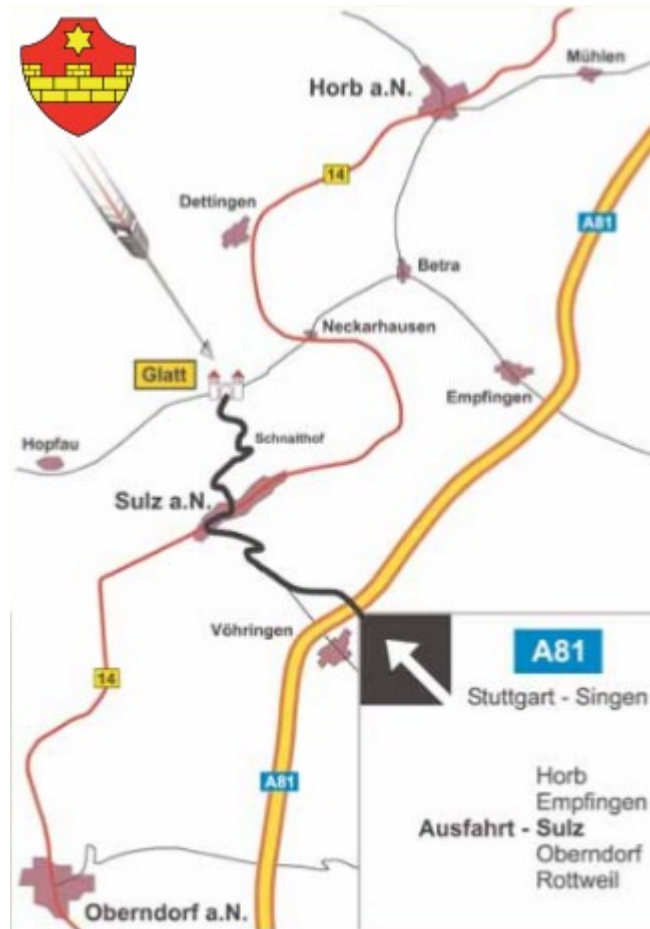 Horb a.N.
Mühlen
14
Dettingen
A81
Betra
Neckarhausen
Glatt
Empfingen
Schnaithof
Hopfau
Sulz a.N.
Vöhringen
A81
Stuttgart - Singen
14
A81
Horb
Empfingen
Ausfahrt - Sulz
Oberndorf
Rottweil
Oberndorf a.N.